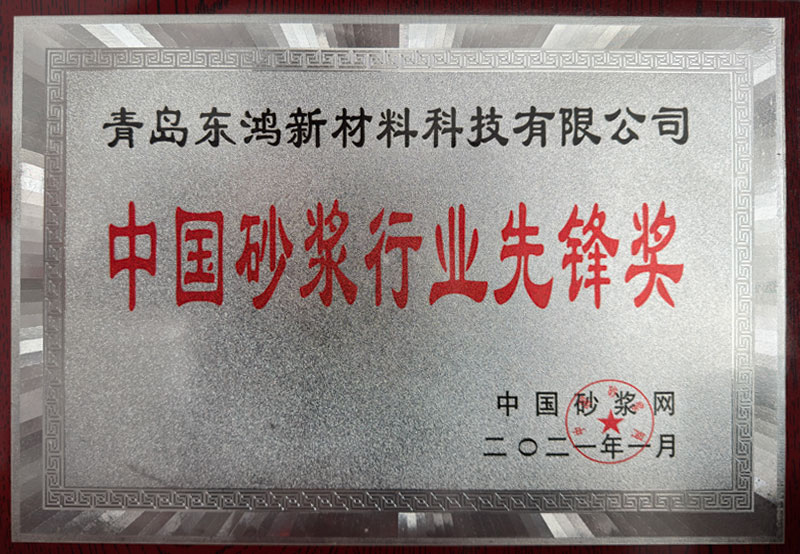 青岛东鸿新材料科技有限公司
中国砂浆行业先锋奖
中国砂浆网
二〇二一年一月